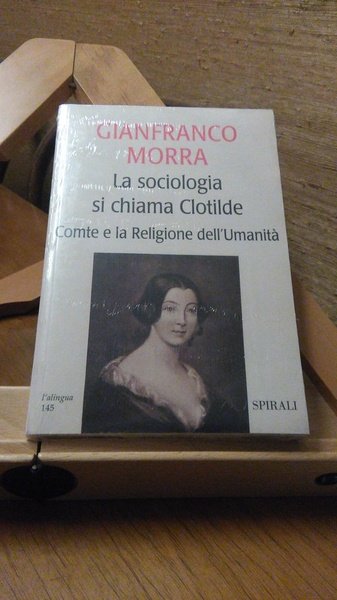 GIANFRANCO
MORRA
La sociologia
si chiama Clotilde
Comte e la Religione dell'Umanità
l'alingua
145
SPIRALI